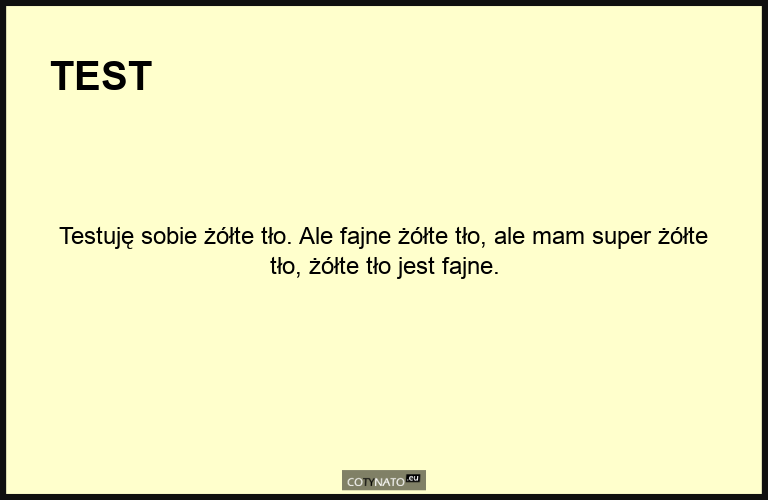 TEST
Testuję sobie żółte tło. Ale fajne żółte tło, ale mam super żółte
tło, żółte tło jest fajne.
COTYNATO.eu